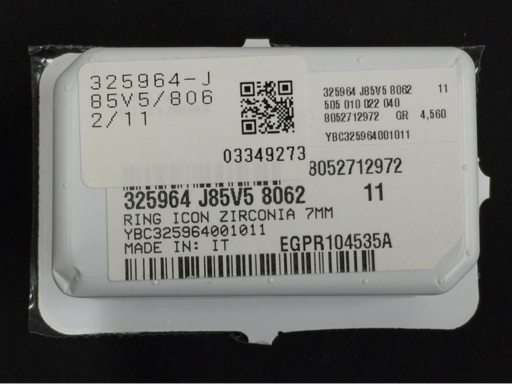 325964-J
85V5/806
2/11
03349273
325964 J85V5 8062 11
505 010 022 040
8052712972 GR 4,560
YBC325964001011
8052712972
325964 J85V5 8062 11
RING ICON ZIRCONIA 7MM
YBC325964001011
MADE IN: IT EGPR104535A